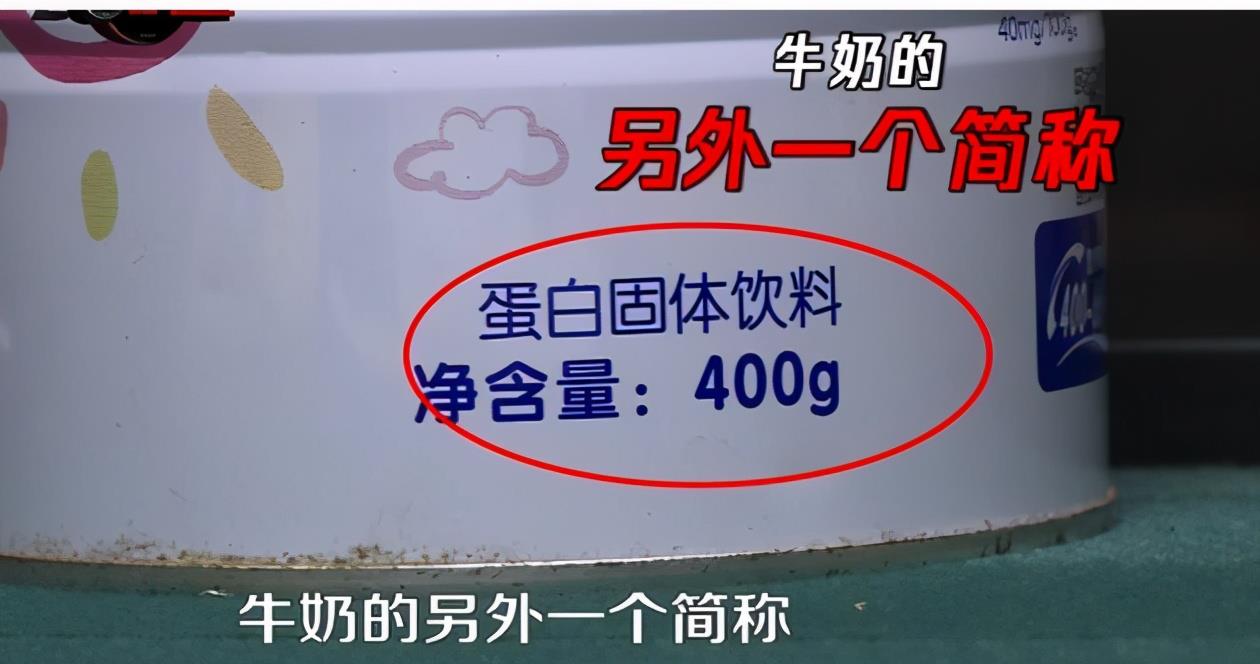 牛奶的
另外一个简称
蛋白固体饮料
净含量：400g
400-
牛奶的另外一个简称